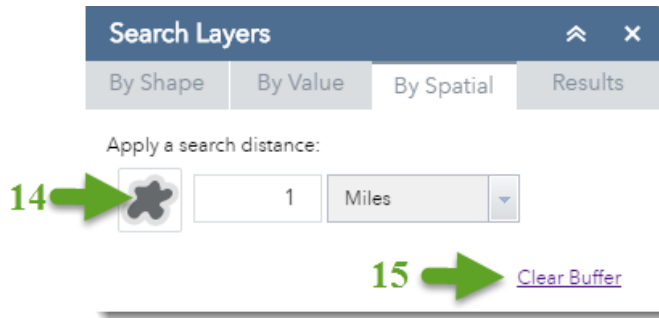 Search Layers
By Shape By Value By Spatial Results
Apply a search distance:
14 1 Miles
15 Clear Buffer